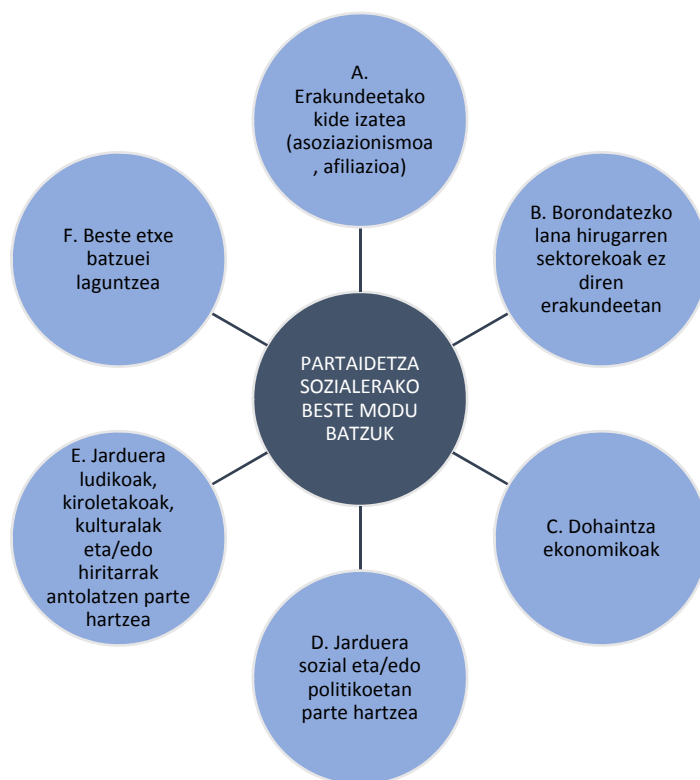 A.
Erakundeetako
kide izatea
(asoziazionismoa
, afiliazioa)
B. Borondatezko
lana hirugarren
sektorekoak ez
diren
erakundeetan
F. Beste etxe
batzuei
laguntzea
PARTAIDETZA
SOZIALERAKO
BESTE MODU
BATZUK
E. Jarduera
ludikoak,
kiroletakoak,
kulturalak
eta/edo
hiritarrak
antolatzen parte
hartzea
C. Dohaintza
ekonomikoak
D. Jarduera
sozial eta/edo
politikoetan
parte hartzea